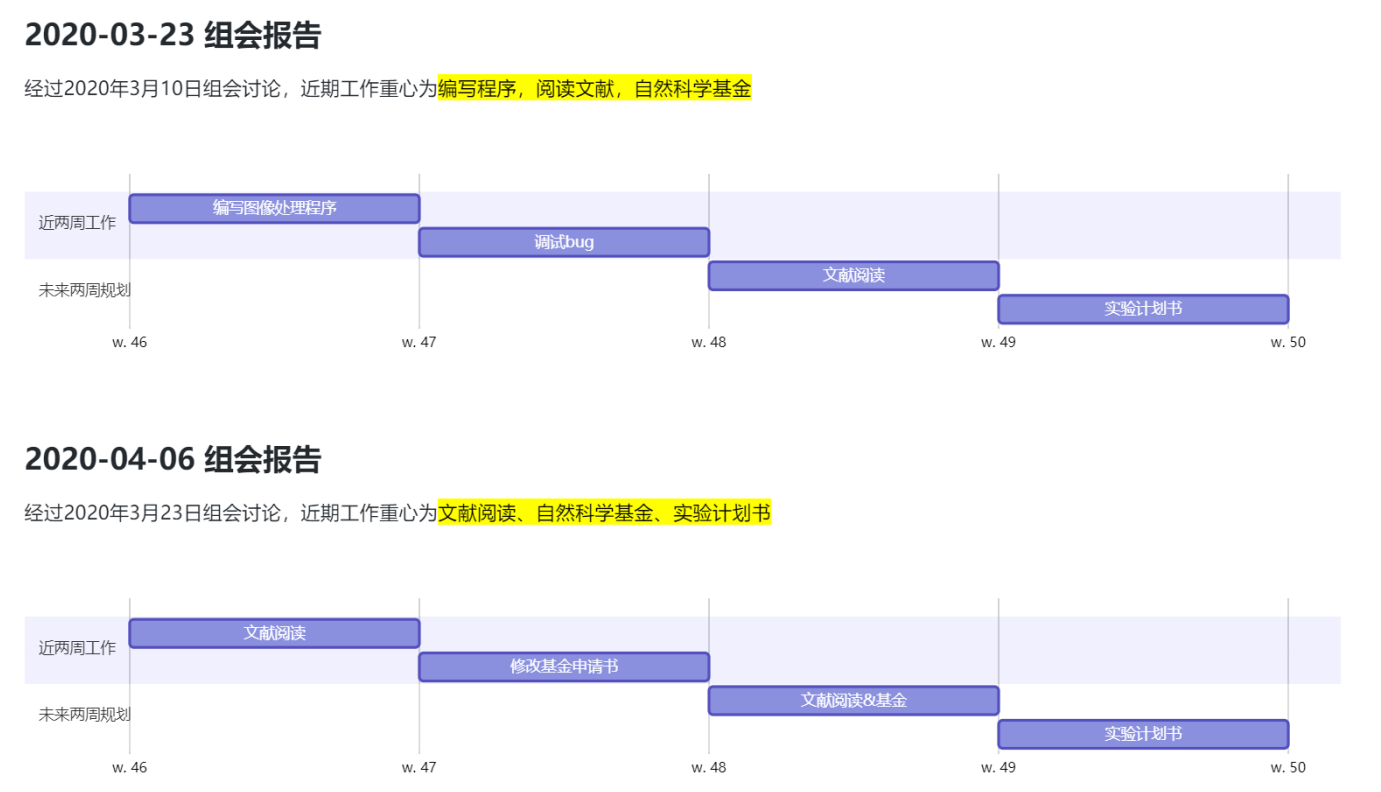 2020-03-23 组会报告
经过2020年3月10日组会讨论，近期工作重心为编写程序，阅读文献，自然科学基金
近两周工作
编写图像处理程序
调试bug
未来两周规划
文献阅读
实验计划书
w. 46 w. 47 w. 48 w. 49 w. 50
2020-04-06 组会报告
经过2020年3月23日组会讨论，近期工作重心为文献阅读、自然科学基金、实验计划书
近两周工作
文献阅读
修改基金申请书
未来两周规划
文献阅读&基金
实验计划书
w. 46 w. 47 w. 48 w. 49 w. 50